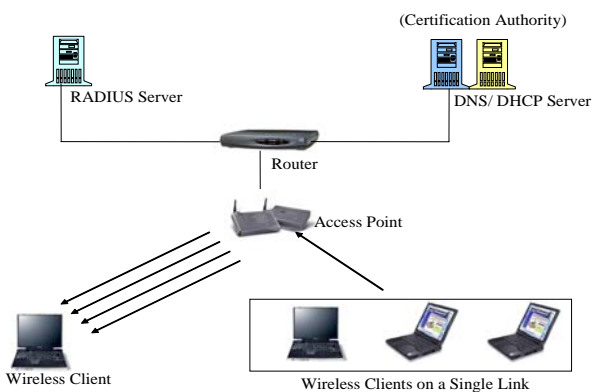 (Certification Authority)
RADIUS Server
DNS/ DHCP Server
Router
Access Point
Wireless Client
Wireless Clients on a Single Link